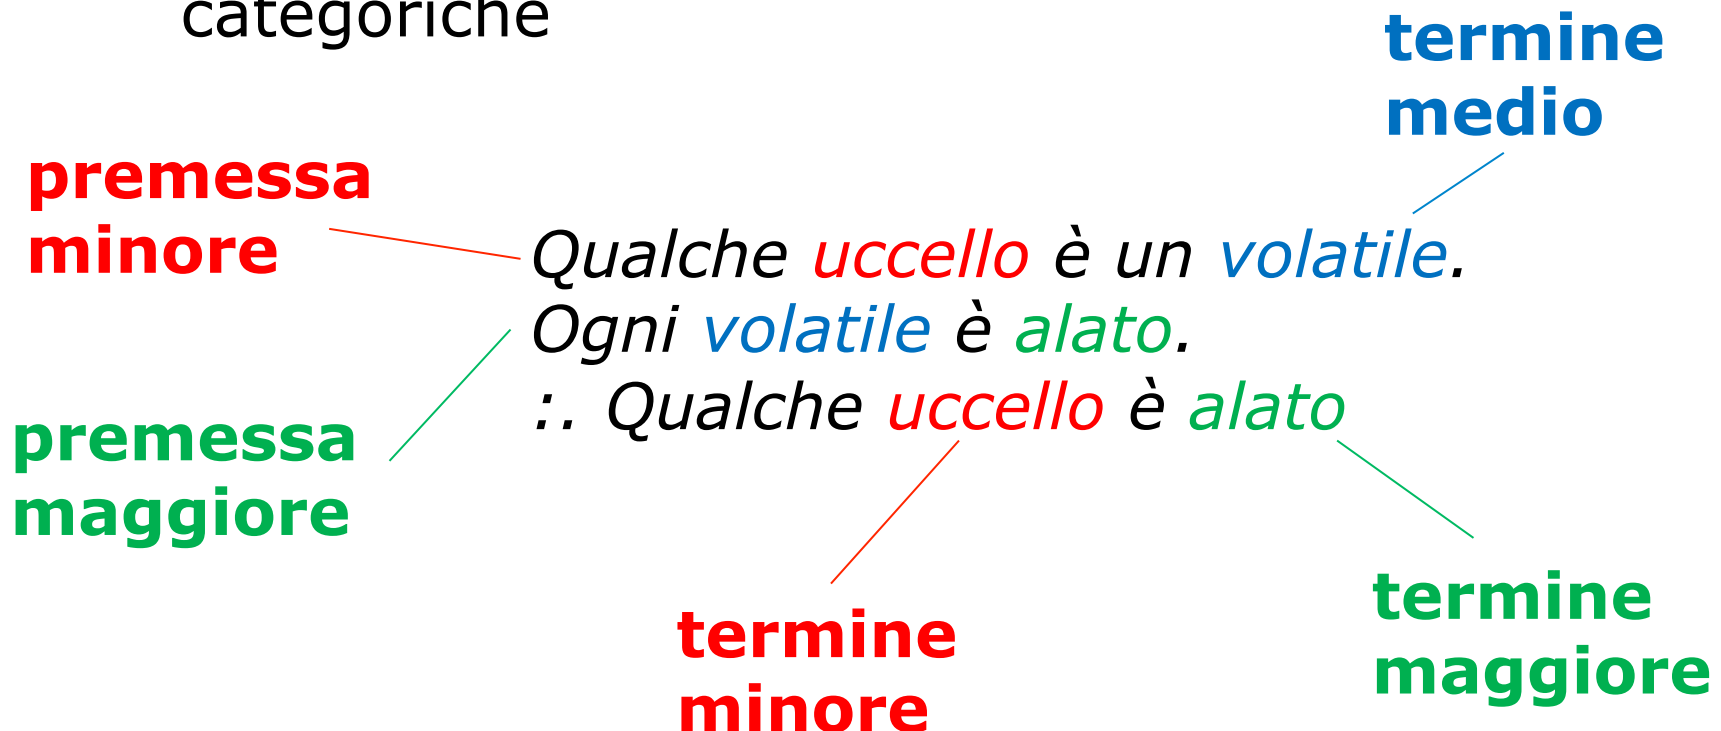 categoriche
termine
medio
premessa
minore
Qualche uccello è un volatile.
Ogni volatile è alato.
:. Qualche uccello è alato
premessa
maggiore
termine
minore
termine
maggiore